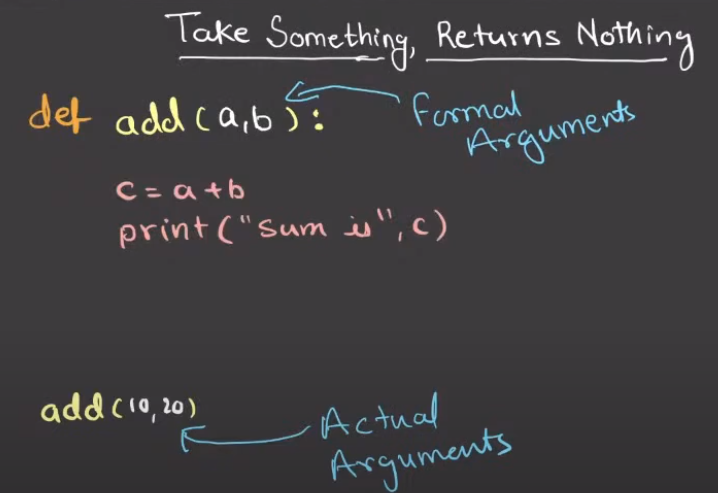 Take Something, Returns Nothing
def add(a,b):
Formal
Arguments
c = a + b
print("Sum is", c)
add(10,20)
Actual
Arguments